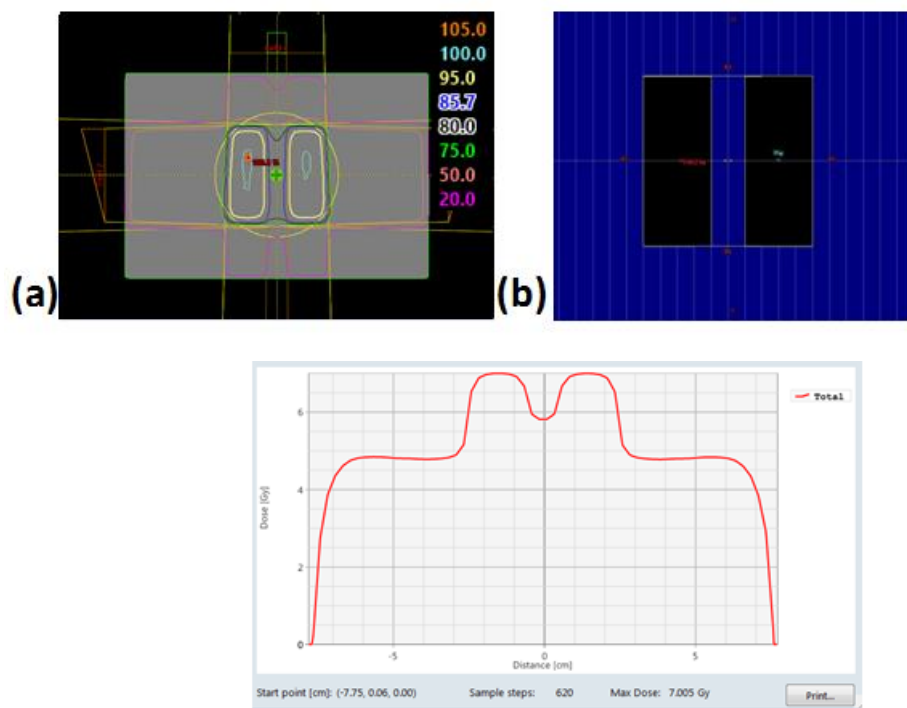 105.0
100.0
95.0
85.7
80.0
75.0
50.0
20.0
(a)
(b)
Total
6
4
2
0
Dose [Gy]
-5
0
5
Distance [cm]
Start point [cm]: (-7.75, 0.06, 0.00)
Sample steps: 620
Max Dose: 7.005 Gy
Print...